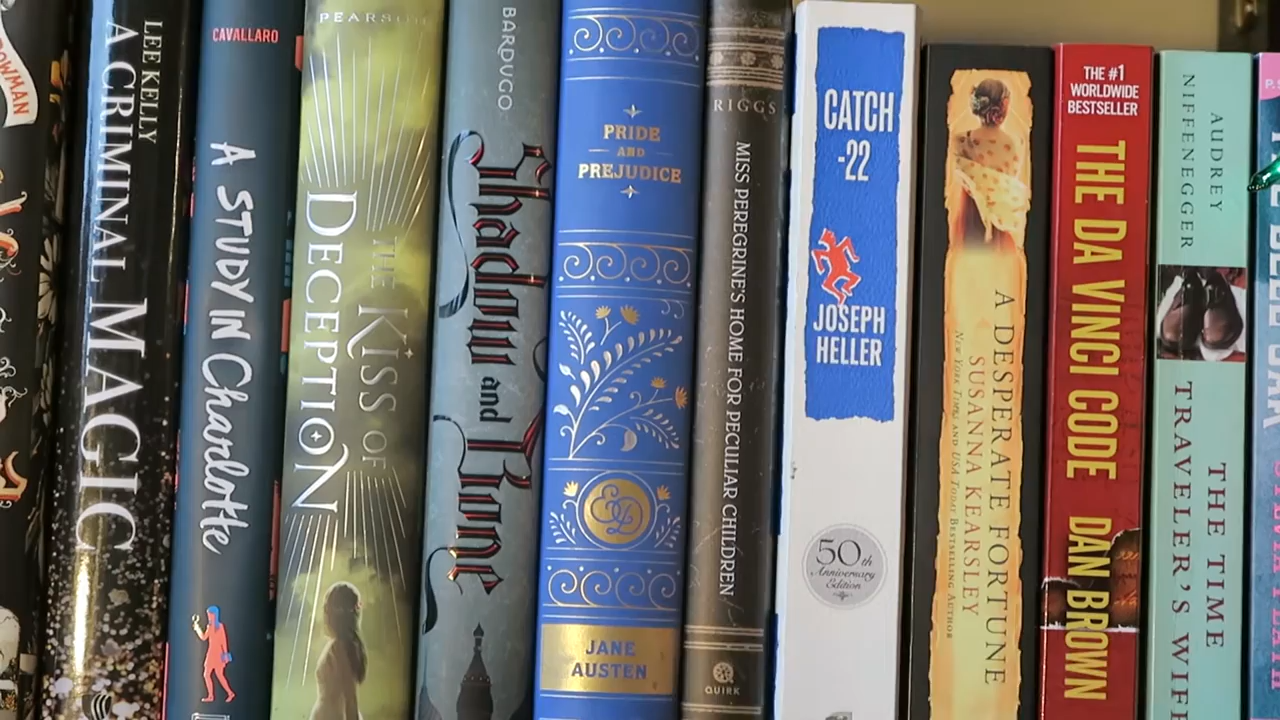 OWMAN
LEE KELLY
A CRIMINAL MAGIC
CAVALLARO
A STUDY IN Charlotte
PEARSON
THE KISS OF
DECEPTION
BARDUGO
Shadow and Bone
PRIDE
AND
PREJUDICE
JANE
AUSTEN
RIGGS
MISS PEREGRINE'S HOME FOR PECULIAR CHILDREN
QUIRK
CATCH
-22
JOSEPH
HELLER
50th
Anniversary
Edition
A DESPERATE FORTUNE
SUSANNA KEARSLEY
NEW YORK TIMES AND USA TODAY BESTSELLING AUTHOR
THE #1
WORLDWIDE
BESTSELLER
THE DA VINCI CODE DAN BROWN
AUDREY
NIFFENEGGER
THE TIME
TRAVELER'S WIFE
P.